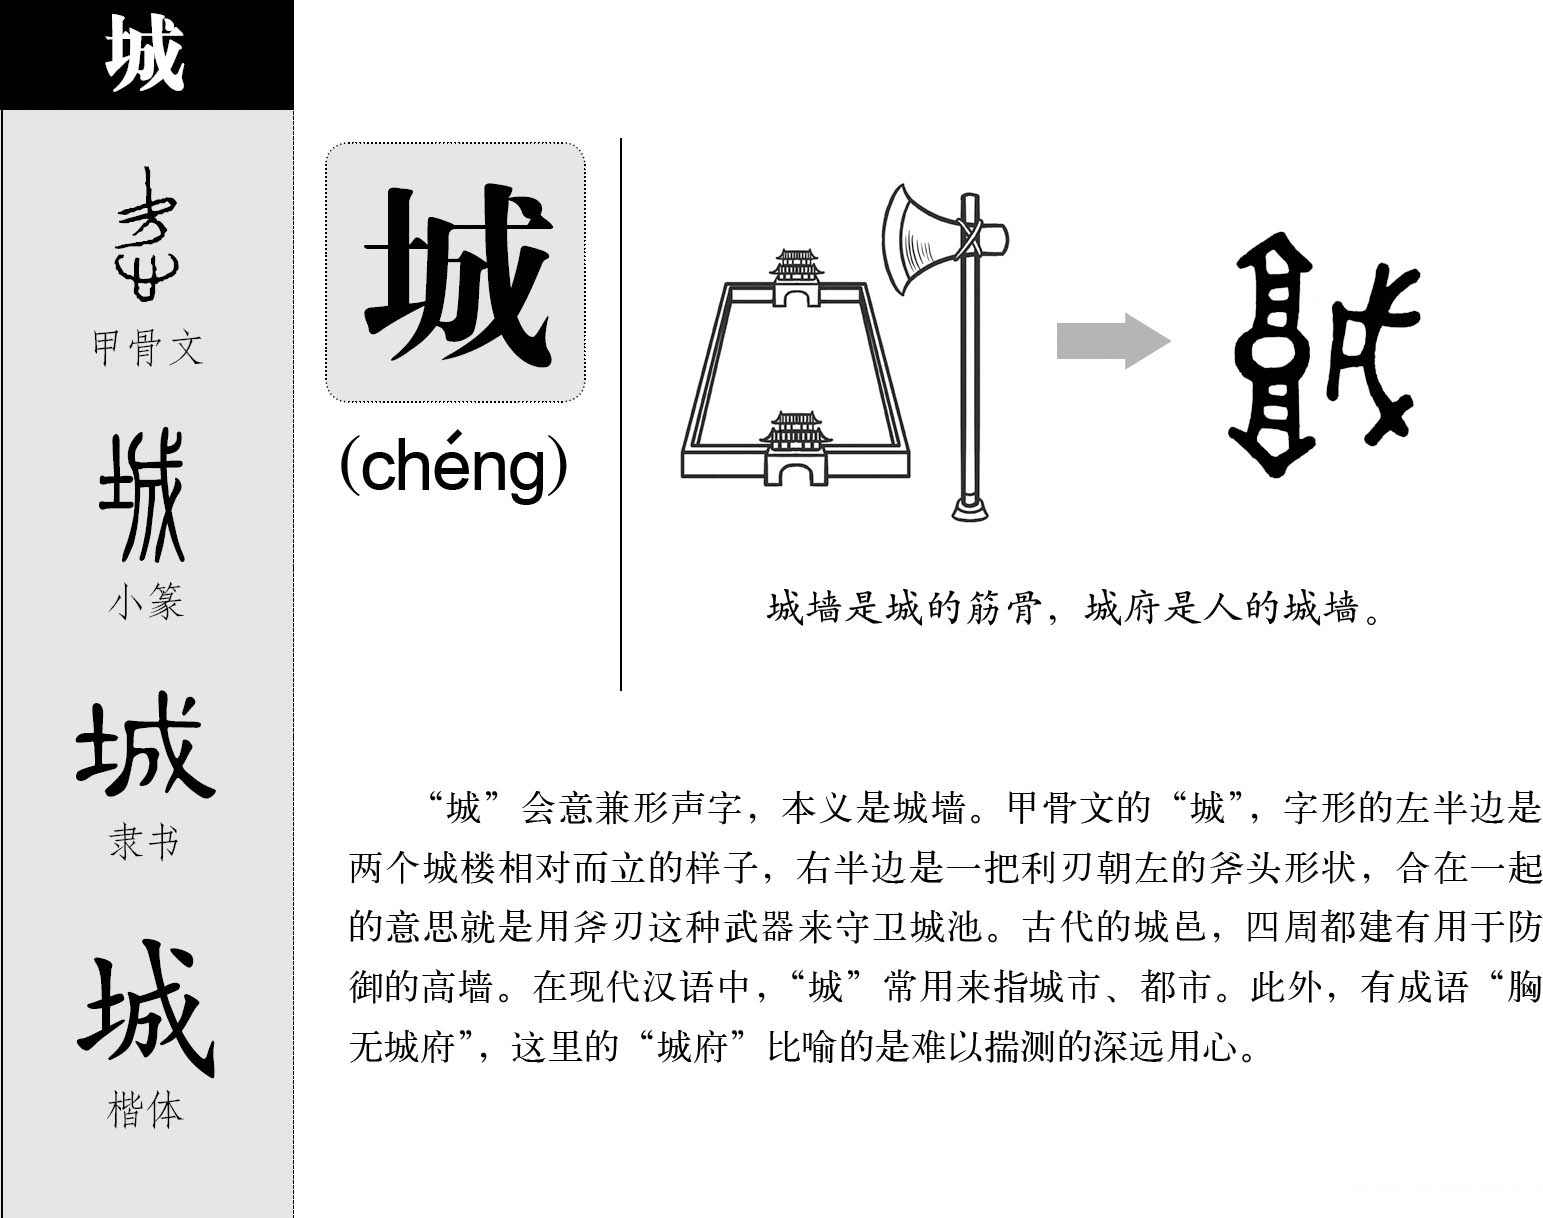 城
甲骨文
小篆
隶书
楷体
城
(chéng)
城墙是城的筋骨，城府是人的城墙。
“城”会意兼形声字，本义是城墙。甲骨文的“城”，字形的左半边是
两个城楼相对而立的样子，右半边是一把利刃朝左的斧头形状，合在一起
的意思就是用斧刃这种武器来守卫城池。古代的城邑，四周都建有用于防
御的高墙。在现代汉语中，“城”常用来指城市、都市。此外，有成语“胸
无城府”，这里的“城府”比喻的是难以揣测的深远用心。